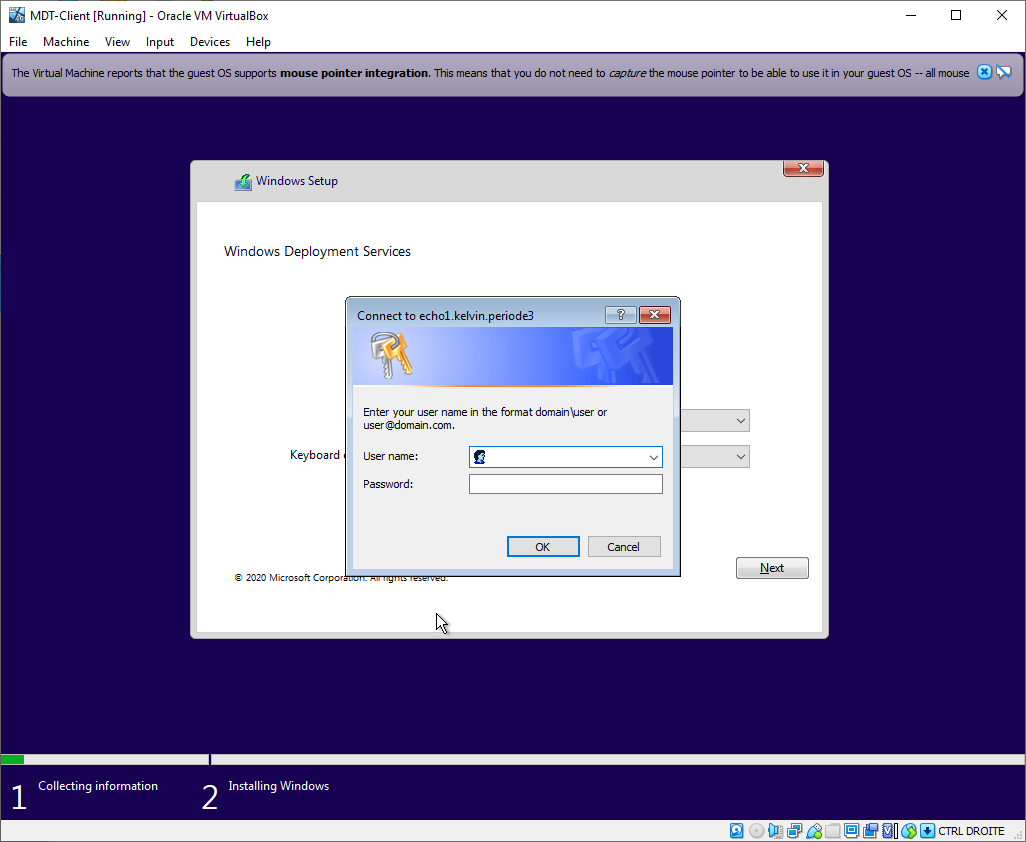 MDT-Client [Running] - Oracle VM VirtualBox
File Machine View Input Devices Help
The Virtual Machine reports that the guest OS supports mouse pointer integration. This means that you do not need to capture the mouse pointer to be able to use it in your guest OS -- all mouse
Windows Setup
Windows Deployment Services
Connect to echo1.kelvin.periode3
Enter your user name in the format domain\user or
user@domain.com.
Keyboard
User name:
Password:
OK Cancel
Next
© 2020 Microsoft Corporation. All rights reserved.
1 Collecting information 2 Installing Windows
CTRL DROITE